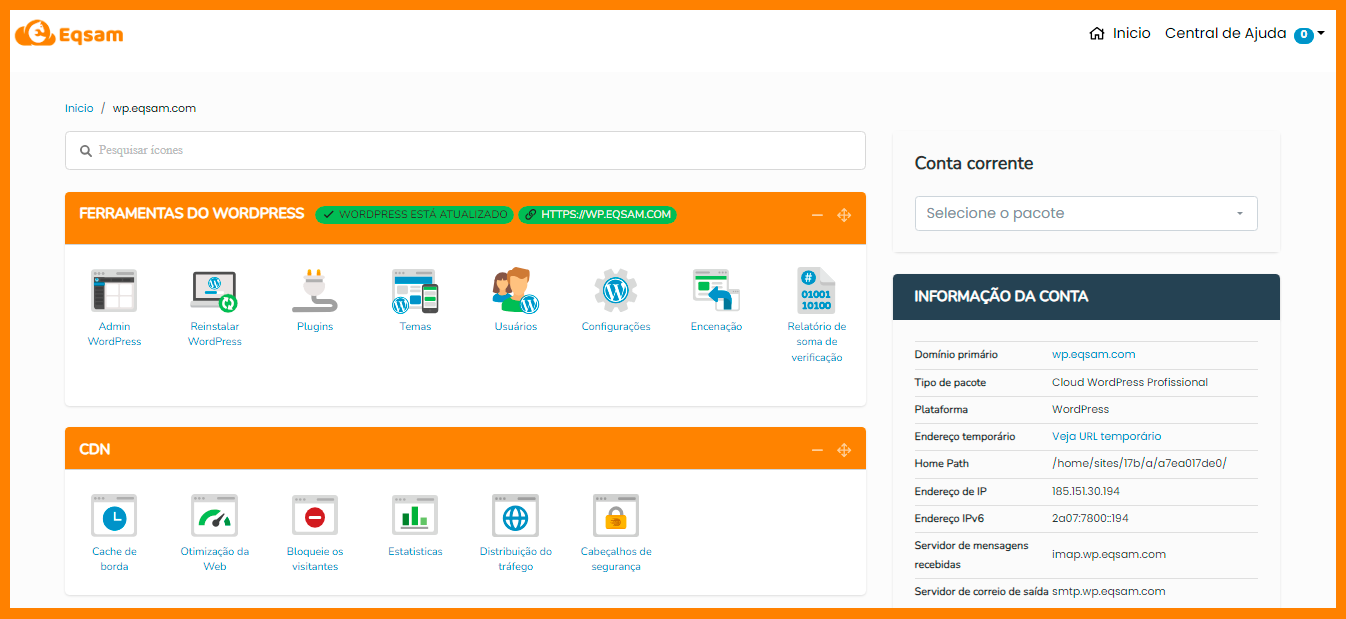 Eqsam
Inicio Central de Ajuda 0
Início / wp.eqsam.com
Pesquisar ícones
FERRAMENTAS DO WORDPRESS WORDPRESS ESTÁ ATUALIZADO HTTPS://WP.EQSAM.COM
Admin
WordPress
Reinstalar
WordPress
Plugins
Temas
Usuários
Configurações
Encenação
#
01001
10100
Relatório de
soma de
verificação
CDN
Cache de
borda
Otimização da
Web
Bloqueie os
visitantes
Estatisticas
Distribuição do
tráfego
Cabeçalhos de
segurança
Conta corrente
Selecione o pacote
INFORMAÇÃO DA CONTA
Domínio primário wp.eqsam.com
Tipo de pacote Cloud WordPress Profissional
Plataforma WordPress
Endereço temporário Veja URL temporário
Home Path /home/sites/17b/a/a7ea017de0/
Endereço de IP 185.151.30.194
Endereço IPv6 2a07:7800::194
Servidor de mensagens
recebidas imap.wp.eqsam.com
Servidor de correio de saída smtp.wp.eqsam.com